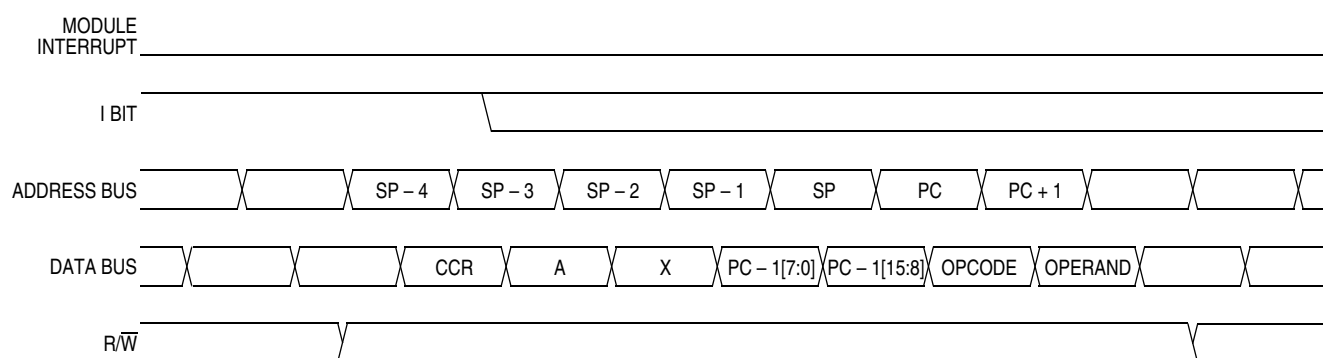 MODULE
INTERRUPT
I BIT
ADDRESS BUS SP – 4 SP – 3 SP – 2 SP – 1 SP PC PC + 1
DATA BUS CCR A X PC – 1[7:0] PC – 1[15:8] OPCODE OPERAND
R/W̅